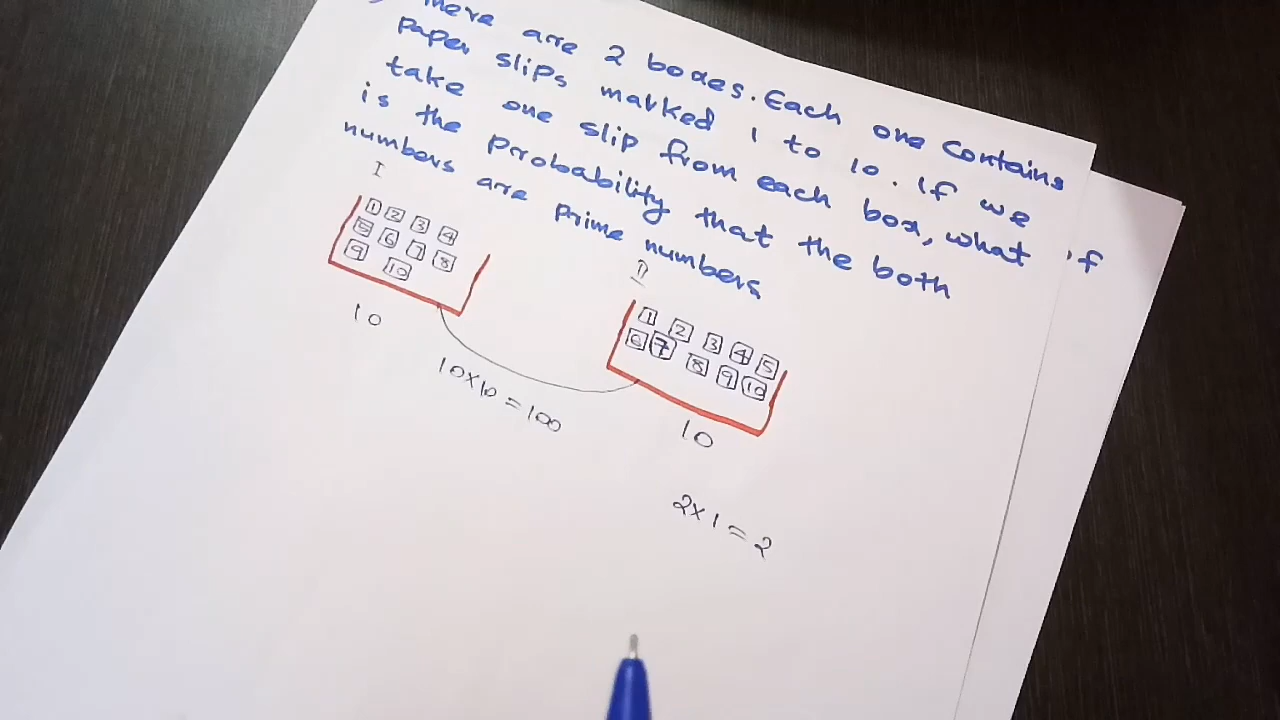 There are 2 boxes. Each one contains
paper slips marked 1 to 10. If we
take one slip from each box, what if
is the probability that the both
numbers are prime numbers
I
1 2 3 4
5 6 7 8
9 10
10
II
1 2 3 4 5
6 7 8 9 10
10
10×10 = 100
2×1 = 2